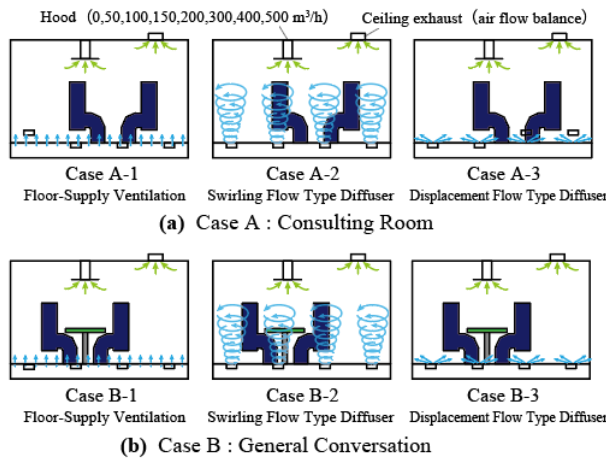 Hood（0,50,100,150,200,300,400,500 m³/h）
Ceiling exhaust（air flow balance）
Case A-1
Case A-2
Case A-3
Floor-Supply Ventilation
Swirling Flow Type Diffuser
Displacement Flow Type Diffuser
(a) Case A : Consulting Room
Case B-1
Case B-2
Case B-3
Floor-Supply Ventilation
Swirling Flow Type Diffuser
Displacement Flow Type Diffuser
(b) Case B : General Conversation